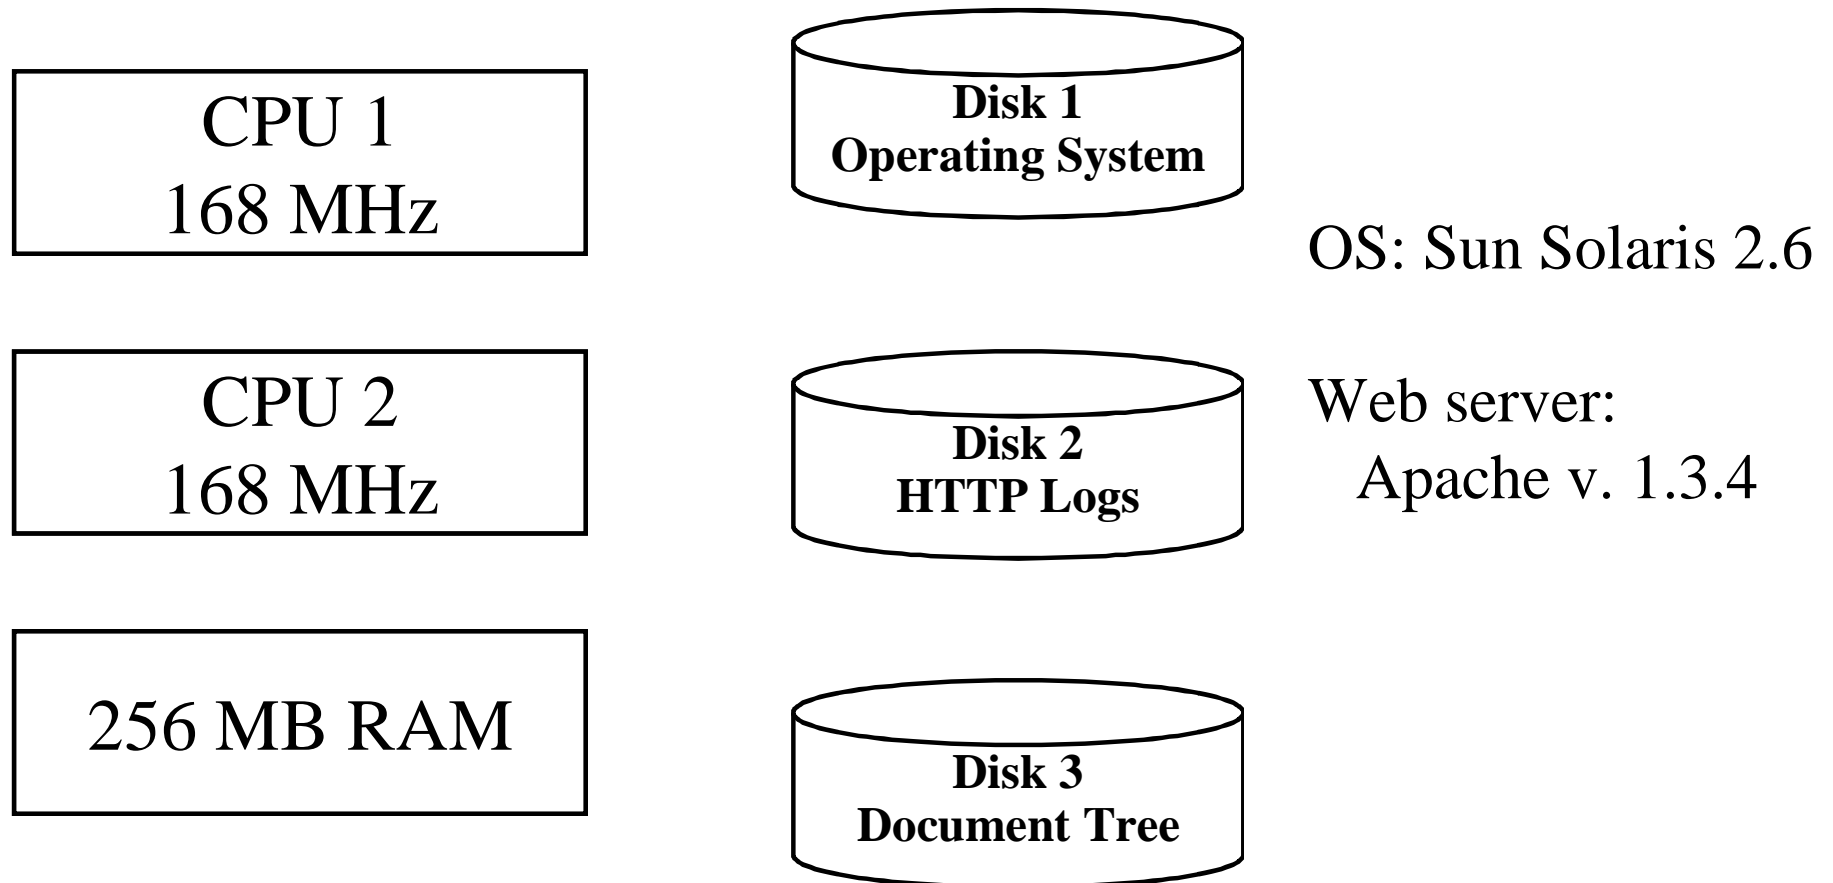 CPU 1
168 MHz
CPU 2
168 MHz
256 MB RAM
Disk 1
Operating System
Disk 2
HTTP Logs
Disk 3
Document Tree
OS: Sun Solaris 2.6
Web server:
Apache v. 1.3.4